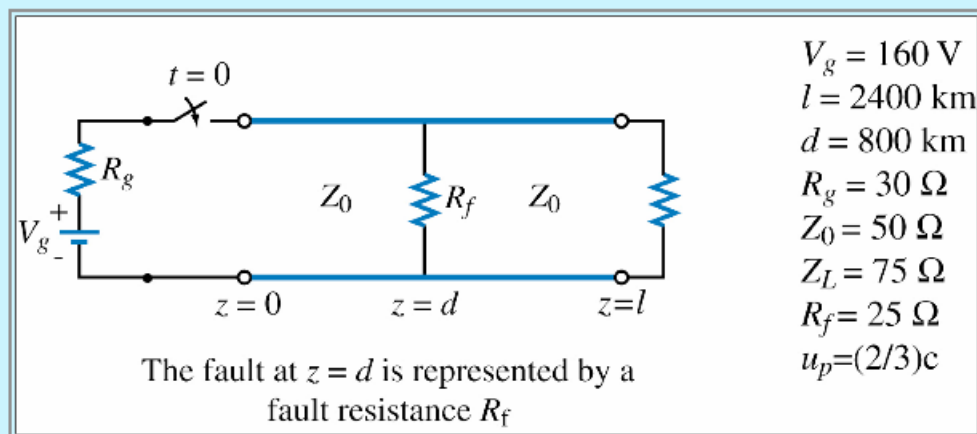 t = 0
R_g
V_g
+
-
Z_0
R_f
Z_0
z = 0
z = d
z=l
The fault at z = d is represented by a
fault resistance R_f
V_g = 160 V
l = 2400 km
d = 800 km
R_g = 30 Ω
Z_0 = 50 Ω
Z_L = 75 Ω
R_f = 25 Ω
u_p=(2/3)c